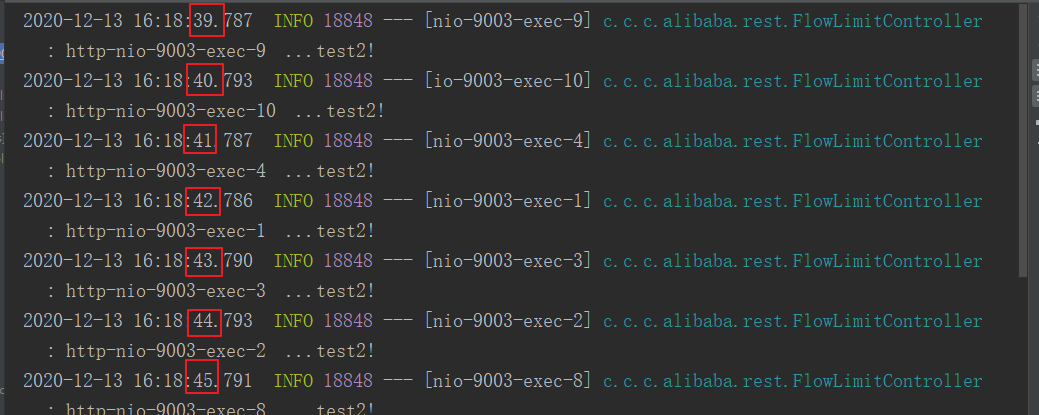 2020-12-13 16:18:39.787  INFO 18848 --- [nio-9003-exec-9] c.c.c.alibaba.rest.FlowLimitController
: http-nio-9003-exec-9  ...test2!
2020-12-13 16:18:40.793  INFO 18848 --- [io-9003-exec-10] c.c.c.alibaba.rest.FlowLimitController
: http-nio-9003-exec-10  ...test2!
2020-12-13 16:18:41.787  INFO 18848 --- [nio-9003-exec-4] c.c.c.alibaba.rest.FlowLimitController
: http-nio-9003-exec-4  ...test2!
2020-12-13 16:18:42.786  INFO 18848 --- [nio-9003-exec-1] c.c.c.alibaba.rest.FlowLimitController
: http-nio-9003-exec-1  ...test2!
2020-12-13 16:18:43.790  INFO 18848 --- [nio-9003-exec-3] c.c.c.alibaba.rest.FlowLimitController
: http-nio-9003-exec-3  ...test2!
2020-12-13 16:18:44.793  INFO 18848 --- [nio-9003-exec-2] c.c.c.alibaba.rest.FlowLimitController
: http-nio-9003-exec-2  ...test2!
2020-12-13 16:18:45.791  INFO 18848 --- [nio-9003-exec-8] c.c.c.alibaba.rest.FlowLimitController
: http-nio-9003-exec-8  ...test2!